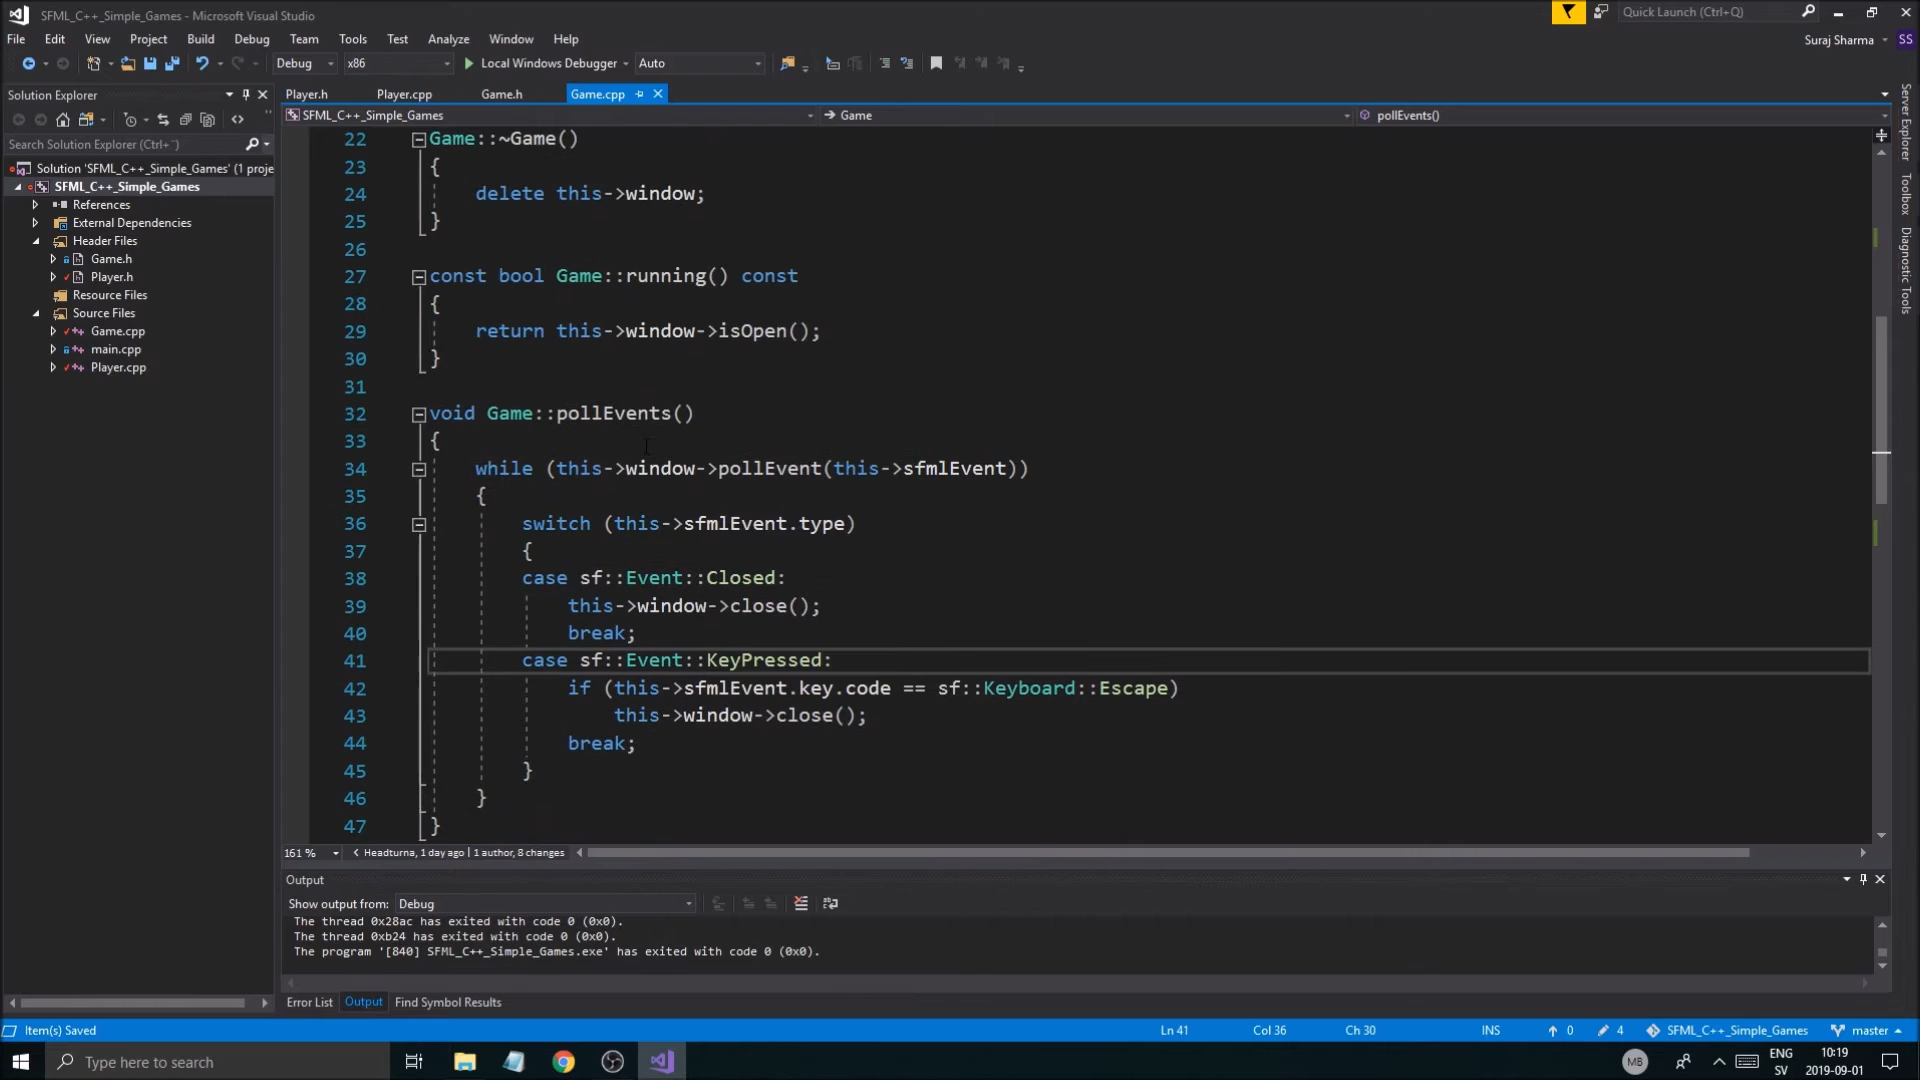 SFML_C++_Simple_Games - Microsoft Visual Studio
Quick Launch (Ctrl+Q)
File Edit View Project Build Debug Team Tools Test Analyze Window Help
Suraj Sharma SS
Debug x86 Local Windows Debugger Auto
Solution Explorer
Player.h Player.cpp Game.h Game.cpp
SFML_C++_Simple_Games Game pollEvents()
Search Solution Explorer (Ctrl+¨)
Solution 'SFML_C++_Simple_Games' (1 proje
SFML_C++_Simple_Games
References
External Dependencies
Header Files
Game.h
Player.h
Resource Files
Source Files
Game.cpp
main.cpp
Player.cpp
22 Game::~Game()
23 {
24 delete this->window;
25 }
26
27 const bool Game::running() const
28 {
29 return this->window->isOpen();
30 }
31
32 void Game::pollEvents()
33 {
34 while (this->window->pollEvent(this->sfmlEvent))
35 {
36 switch (this->sfmlEvent.type)
37 {
38 case sf::Event::Closed:
39 this->window->close();
40 break;
41 case sf::Event::KeyPressed:
42 if (this->sfmlEvent.key.code == sf::Keyboard::Escape)
43 this->window->close();
44 break;
45 }
46 }
47 }
Server Explorer
Toolbox
Diagnostic Tools
161 % Headturna, 1 day ago | 1 author, 8 changes
Output
Show output from: Debug
The thread 0x28ac has exited with code 0 (0x0).
The thread 0xb24 has exited with code 0 (0x0).
The program '[840] SFML_C++_Simple_Games.exe' has exited with code 0 (0x0).
Error List Output Find Symbol Results
Item(s) Saved Ln 41 Col 36 Ch 30 INS 0 4 SFML_C++_Simple_Games master
Type here to search
MB
ENG
SV
10:19
2019-09-01